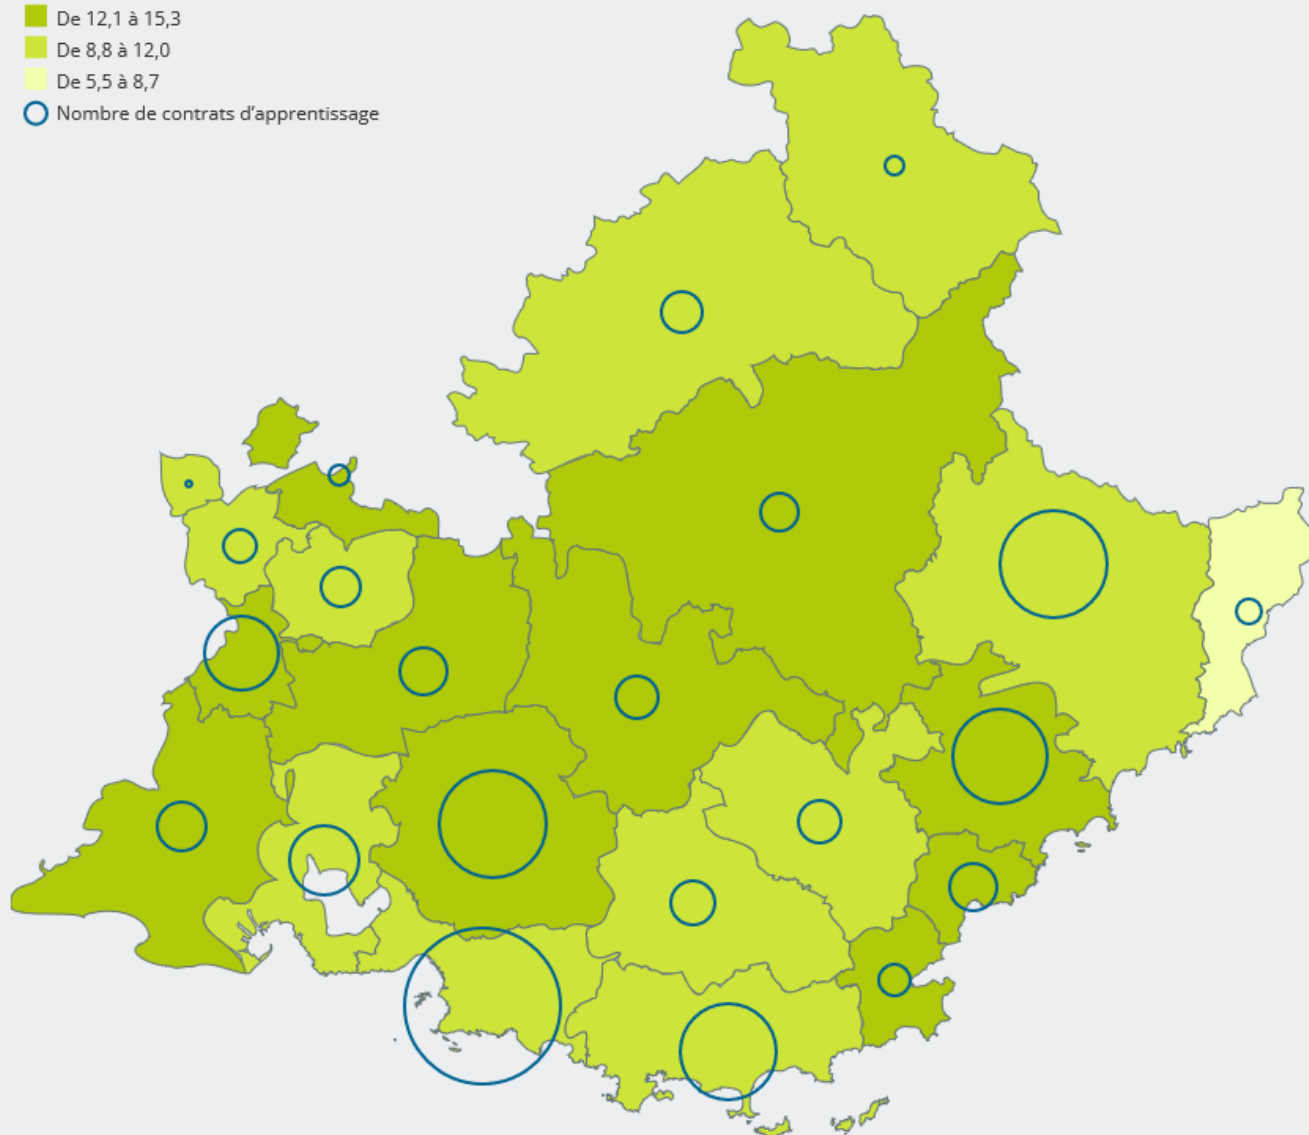 De 12,1 à 15,3
De 8,8 à 12,0
De 5,5 à 8,7
Nombre de contrats d'apprentissage